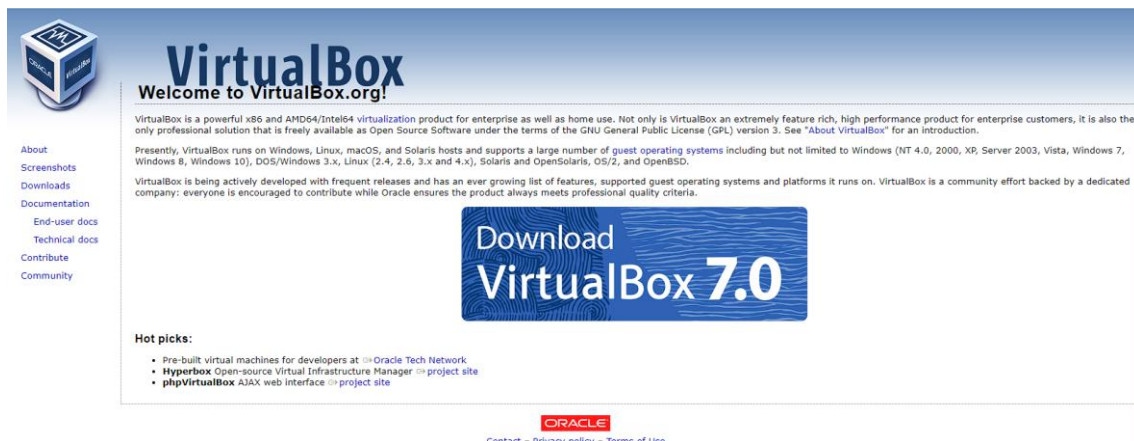 ORACLE
VirtualBox
VirtualBox
Welcome to VirtualBox.org!
VirtualBox is a powerful x86 and AMD64/Intel64 virtualization product for enterprise as well as home use. Not only is VirtualBox an extremely feature rich, high performance product for enterprise customers, it is also the
only professional solution that is freely available as Open Source Software under the terms of the GNU General Public License (GPL) version 3. See "About VirtualBox" for an introduction.
Presently, VirtualBox runs on Windows, Linux, macOS, and Solaris hosts and supports a large number of guest operating systems including but not limited to Windows (NT 4.0, 2000, XP, Server 2003, Vista, Windows 7,
Windows 8, Windows 10), DOS/Windows 3.x, Linux (2.4, 2.6, 3.x and 4.x), Solaris and OpenSolaris, OS/2, and OpenBSD.
VirtualBox is being actively developed with frequent releases and has an ever growing list of features, supported guest operating systems and platforms it runs on. VirtualBox is a community effort backed by a dedicated
company: everyone is encouraged to contribute while Oracle ensures the product always meets professional quality criteria.
About
Screenshots
Downloads
Documentation
End-user docs
Technical docs
Contribute
Community
Download
VirtualBox 7.0
Hot picks:
• Pre-built virtual machines for developers at Oracle Tech Network
• Hyperbox Open-source Virtual Infrastructure Manager project site
• phpVirtualBox AJAX web interface project site
ORACLE
Contact – Privacy policy – Terms of Use